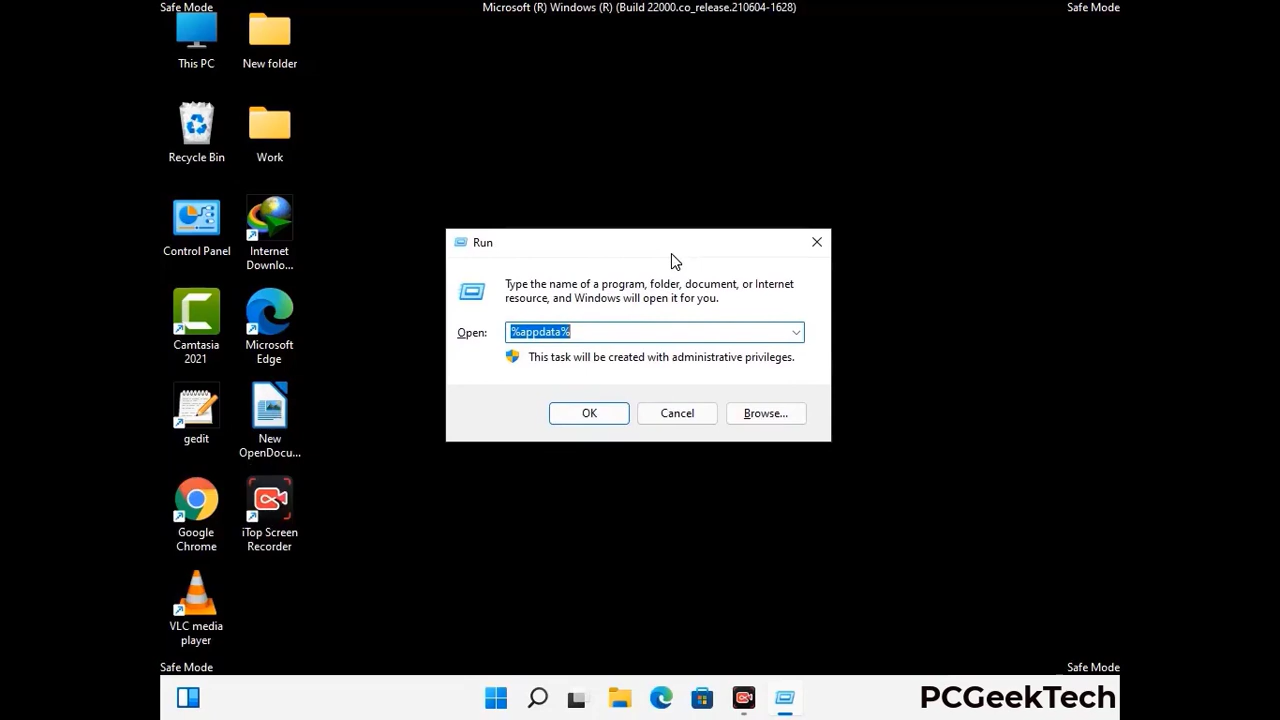 Safe Mode
Microsoft (R) Windows (R) (Build 22000.co_release.210604-1628)
Safe Mode
This PC
New folder
Recycle Bin
Work
Control Panel
Internet
Downlo...
Camtasia
2021
Microsoft
Edge
gedit
New
OpenDocu...
Google
Chrome
iTop Screen
Recorder
VLC media
player
Run
Type the name of a program, folder, document, or Internet
resource, and Windows will open it for you.
Open:
%appdata%
This task will be created with administrative privileges.
OK
Cancel
Browse...
Safe Mode
Safe Mode
PCGeekTech